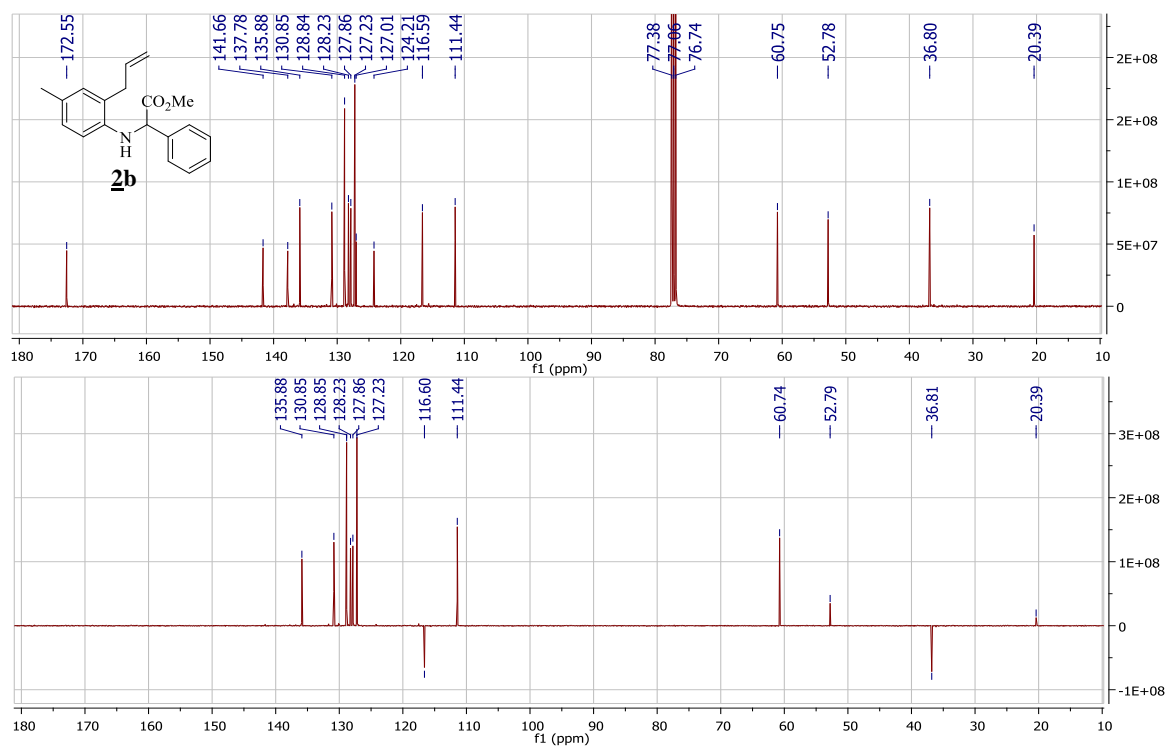 172.55
141.66
137.78
135.88
130.85
128.84
128.23
127.86
127.23
127.01
124.21
116.59
111.44
77.38
77.06
76.74
60.75
52.78
36.80
20.39
CO₂Me
N
H
2b
2E+08
2E+08
1E+08
5E+07
0
180 170 160 150 140 130 120 110 100 90 80 70 60 50 40 30 20 10
f1 (ppm)
135.88
130.85
128.85
128.23
127.86
127.23
116.60
111.44
60.74
52.79
36.81
20.39
3E+08
2E+08
1E+08
0
-1E+08
180 170 160 150 140 130 120 110 100 90 80 70 60 50 40 30 20 10
f1 (ppm)